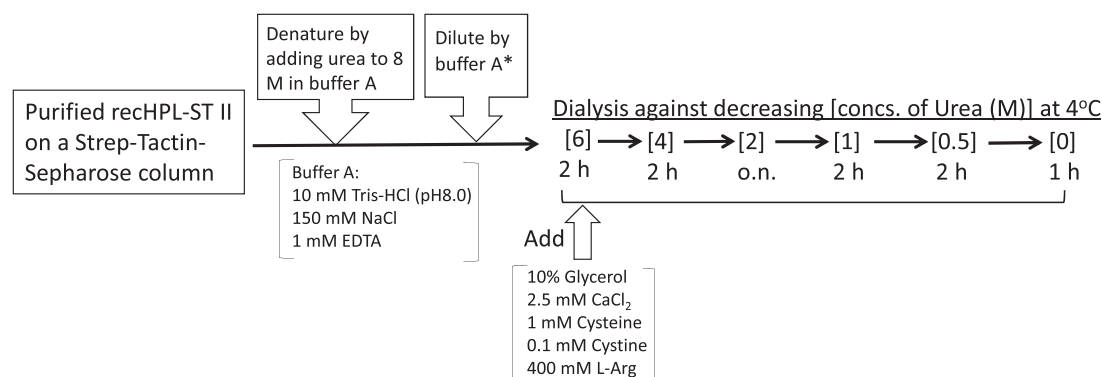 Denature by
adding urea to 8
M in buffer A
Dilute by
buffer A*
Purified recHPL-ST II
on a Strep-Tactin-
Sepharose column
Buffer A:
10 mM Tris-HCl (pH8.0)
150 mM NaCl
1 mM EDTA
Dialysis against decreasing [concs. of Urea (M)] at 4°C
[6] [4] [2] [1] [0.5] [0]
2 h 2 h o.n. 2 h 2 h 1 h
Add
10% Glycerol
2.5 mM CaCl₂
1 mM Cysteine
0.1 mM Cystine
400 mM L-Arg